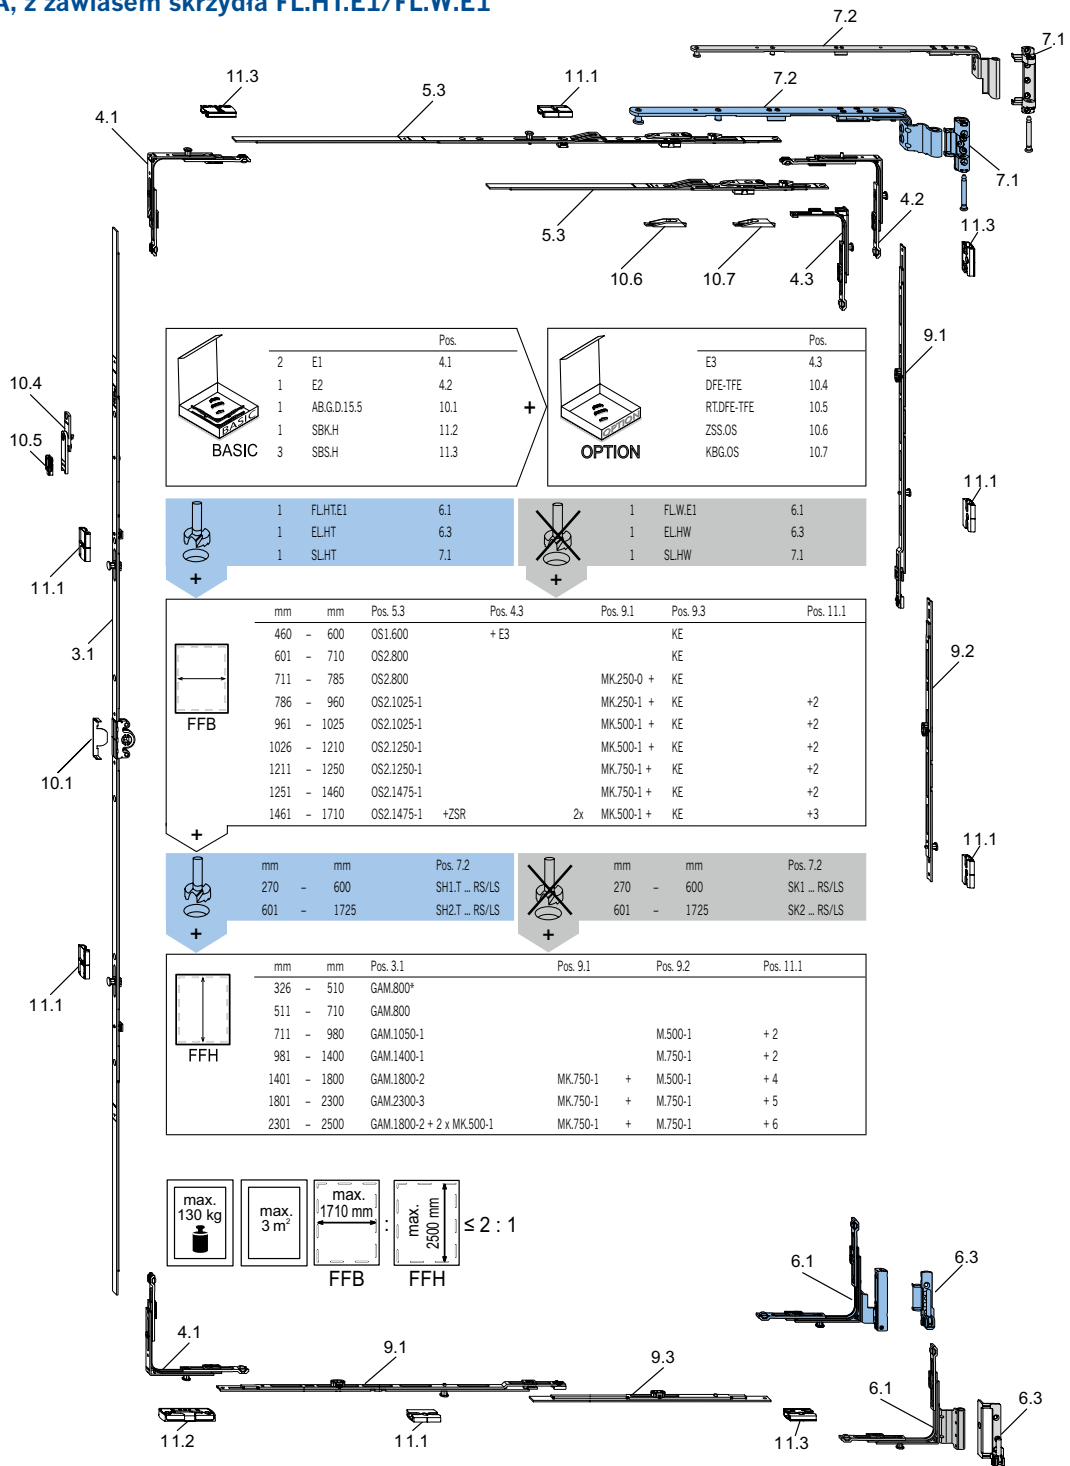 A, z zawiasem skrzydła FL.HT.E1/FL.W.E1
7.2
7.1
11.3
5.3
11.1
7.2
4.1
7.1
5.3
4.2
11.3
10.6
10.7
4.3
9.1
Pos.
2 E1 4.1
1 E2 4.2
1 AB.G.D.15.5 10.1
1 SBK.H 11.2
3 SBS.H 11.3
BASIC
BASIC
+
Pos.
E3 4.3
DFE-TFE 10.4
RT.DFE-TFE 10.5
ZSS.OS 10.6
KBG.OS 10.7
OPTION
OPTION
10.4
10.5
11.1
1 FL.HT.E1 6.1
1 EL.HT 6.3
1 SL.HT 7.1
+
1 FL.W.E1 6.1
1 EL.HW 6.3
1 SL.HW 7.1
+
11.1
3.1
9.2
10.1
mm mm Pos. 5.3 Pos. 4.3 Pos. 9.1 Pos. 9.3 Pos. 11.1
460 – 600 OS1.600 + E3 KE
601 – 710 OS2.800 KE
711 – 785 OS2.800 MK.250-0 + KE
786 – 960 OS2.1025-1 MK.250-1 + KE +2
961 – 1025 OS2.1025-1 MK.500-1 + KE +2
1026 – 1210 OS2.1250-1 MK.500-1 + KE +2
1211 – 1250 OS2.1250-1 MK.750-1 + KE +2
1251 – 1460 OS2.1475-1 MK.750-1 + KE +2
1461 – 1710 OS2.1475-1 +ZSR 2x MK.500-1 + KE +3
FFB
+
11.1
mm mm Pos. 7.2
270 – 600 SH1.T ... RS/LS
601 – 1725 SH2.T ... RS/LS
+
mm mm Pos. 7.2
270 – 600 SK1 ... RS/LS
601 – 1725 SK2 ... RS/LS
+
11.1
mm mm Pos. 3.1 Pos. 9.1 Pos. 9.2 Pos. 11.1
326 – 510 GAM.800*
511 – 710 GAM.800
711 – 980 GAM.1050-1 M.500-1 + 2
981 – 1400 GAM.1400-1 M.750-1 + 2
1401 – 1800 GAM.1800-2 MK.750-1 + M.500-1 + 4
1801 – 2300 GAM.2300-3 MK.750-1 + M.750-1 + 5
2301 – 2500 GAM.1800-2 + 2 x MK.500-1 MK.750-1 + M.750-1 + 6
FFH
max.
130 kg
max.
3 m²
max.
1710 mm
FFB
:
max.
2500 mm
FFH
≤ 2 : 1
6.1
6.3
4.1
9.1
9.3
6.1
6.3
11.2
11.1
11.3